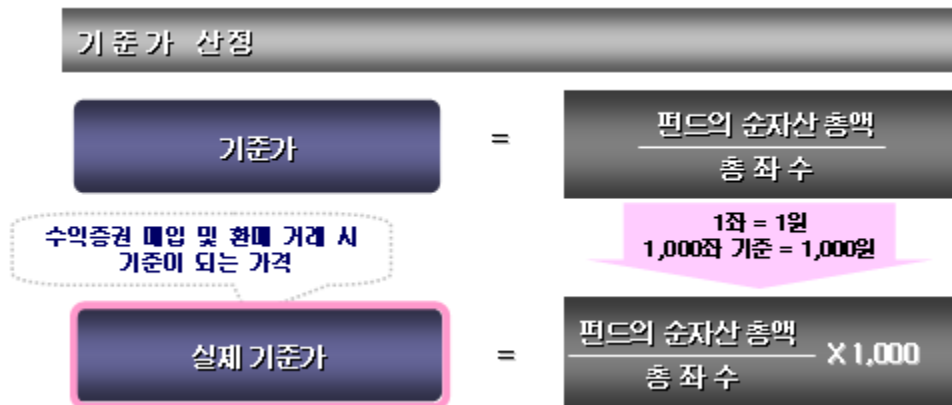 기준가 산정
기준가
=
펀드의 순자산 총액
총 좌 수
수익증권 매입 및 환매 거래 시
기준이 되는 가격
1좌 = 1원
1,000좌 기준 = 1,000원
실제 기준가
=
펀드의 순자산 총액
총 좌 수
X 1,000